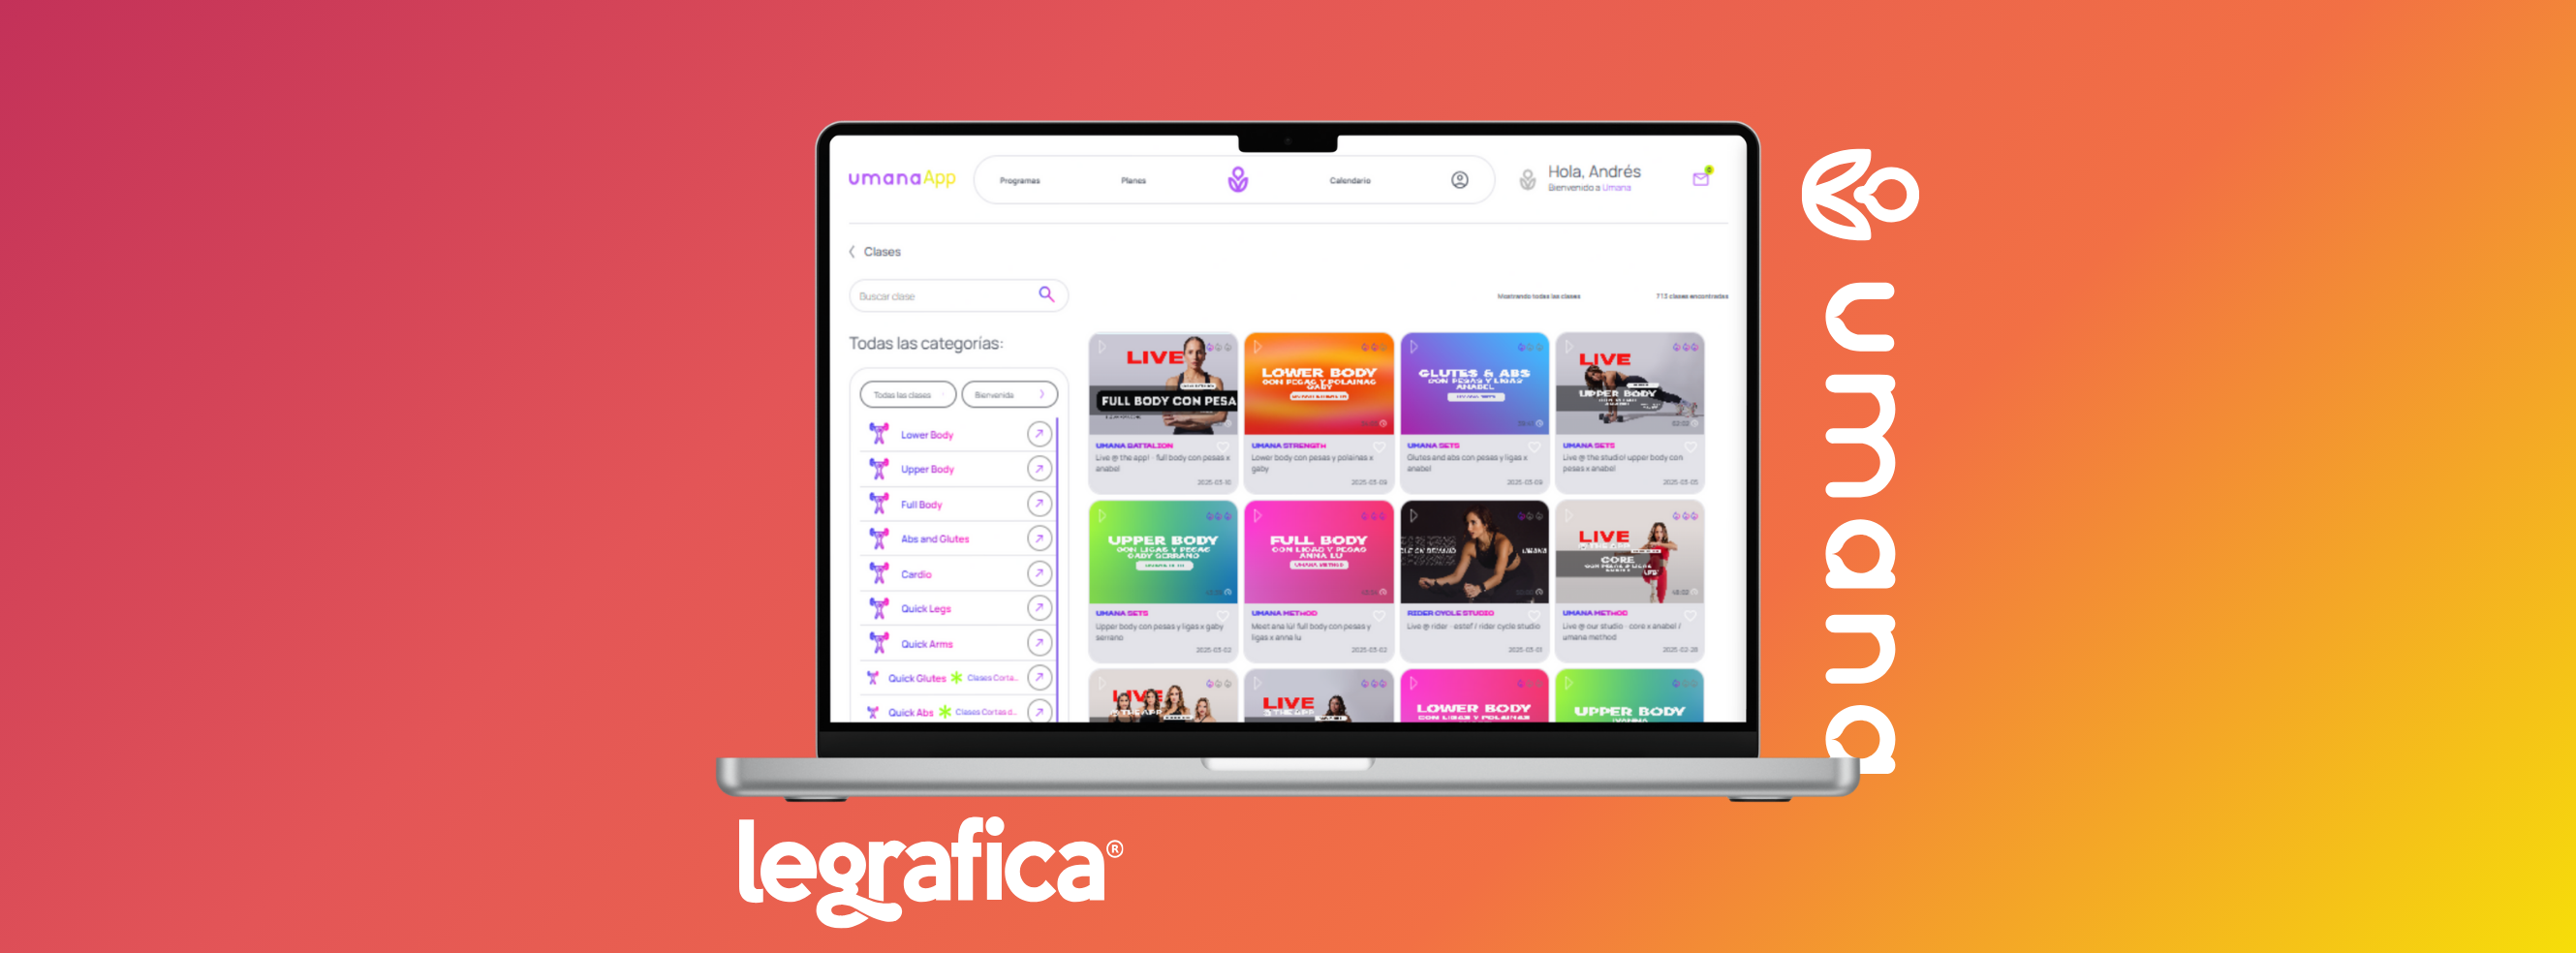 umanaApp
Programas
Planes
Calendario
Hola, Andrés
Bienvenido a Umana
Clases
Buscar clase
Mostrando todas las clases
713 clases encontradas
Todas las categorías:
Todas las clases
Bienvenida
Lower Body
Upper Body
Full Body
Abs and Glutes
Cardio
Quick Legs
Quick Arms
Quick Glutes
Clases Corta...
Quick Abs
Clases Cortas d...
LIVE
FULL BODY CON PESA
UMANA BATTALION
Live @ the app! - full body con pesas x
anabel
2025-03-10
LOWER BODY
CON PESAS Y POLAINAS
GABY
UMANA STRENGTH
Lower body con pesas y polainas x
gaby
2025-03-09
GLUTES & ABS
CON PESAS Y LIGAS
ANABEL
UMANA SETS
UMANA SETS
Glutes and abs con pesas y ligas x
anabel
2025-03-09
LIVE
UPPER BODY
UMANA SETS
Live @ the studio! upper body con
pesas x anabel
2025-03-05
UPPER BODY
CON LIGAS Y PESAS
GABY SERRANO
UMANA SETS
Upper body con pesas y ligas x gaby
serrano
2025-03-02
FULL BODY
CON LIGAS Y PESAS
ANNA LU
UMANA METHOD
UMANA METHOD
Meet ana lú! full body con pesas y
ligas x anna lu
2025-03-02
RIDER CYCLE STUDIO
Live @ rider - estef / rider cycle studio
2025-03-01
LIVE
CORE
48:02
UMANA METHOD
Live @ our studio - core x anabel /
umana method
2025-02-28
LIVE
@ THE APP
LIVE
@ THE APP
LOWER BODY
CON LIGAS Y POLAINAS
UPPER BODY
umana
legrafica®